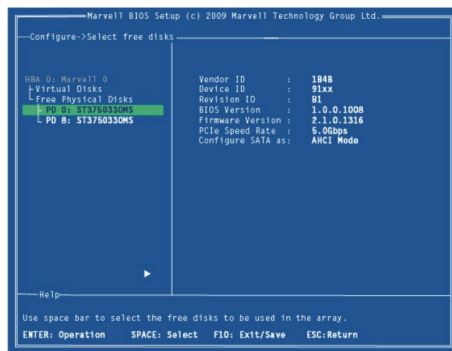 Marvell BIOS Setup (c) 2009 Marvell Technology Group Ltd.
Configure->Select free disks
HBA 0: Marvell 0
Virtual Disks
Free Physical Disks
PD 0: ST3750330MS
PD 8: ST3750330MS
Vendor ID : 1B4B
Device ID : 91xx
Revision ID : B1
BIOS Version : 1.0.0.1008
Firmware Version : 2.1.0.1316
PCIe Speed Rate : 5.0Gbps
Configure SATA as: AHCI Mode
Help
Use space bar to select the free disks to be used in the array.
ENTER: Operation SPACE: Select F10: Exit/Save ESC:Return